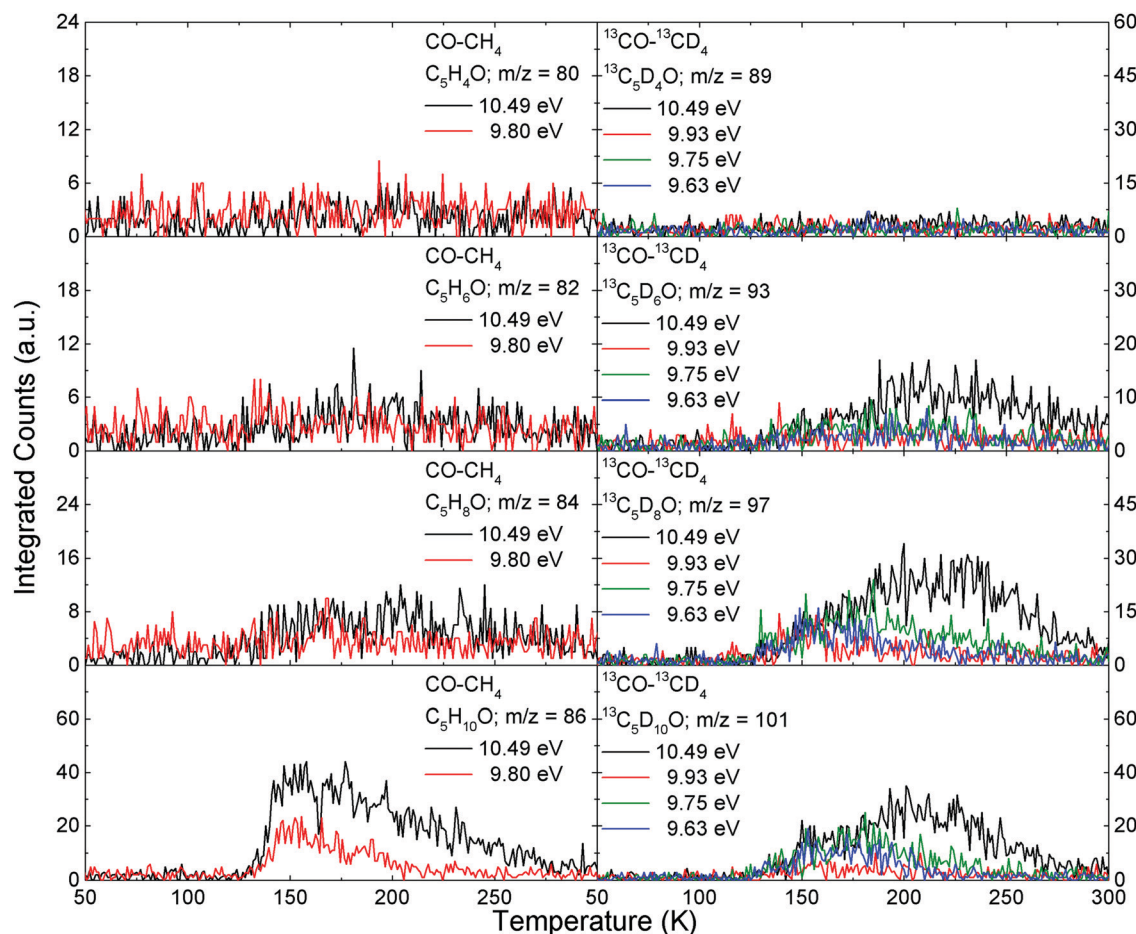 Integrated Counts (a.u.)
24
18
12
6
0
CO-CH₄
C₅H₄O; m/z = 80
10.49 eV
9.80 eV
¹³CO-¹³CD₄
¹³C₅D₄O; m/z = 89
10.49 eV
9.93 eV
9.75 eV
9.63 eV
60
45
30
15
0
18
12
6
0
CO-CH₄
C₅H₆O; m/z = 82
10.49 eV
9.80 eV
¹³CO-¹³CD₄
¹³C₅D₆O; m/z = 93
10.49 eV
9.93 eV
9.75 eV
9.63 eV
30
20
10
0
24
16
8
0
CO-CH₄
C₅H₈O; m/z = 84
10.49 eV
9.80 eV
¹³CO-¹³CD₄
¹³C₅D₈O; m/z = 97
10.49 eV
9.93 eV
9.75 eV
9.63 eV
45
30
15
0
60
40
20
0
CO-CH₄
C₅H₁₀O; m/z = 86
10.49 eV
9.80 eV
¹³CO-¹³CD₄
¹³C₅D₁₀O; m/z = 101
10.49 eV
9.93 eV
9.75 eV
9.63 eV
60
40
20
0
50 100 150 200 250 50 100 150 200 250 300
Temperature (K)